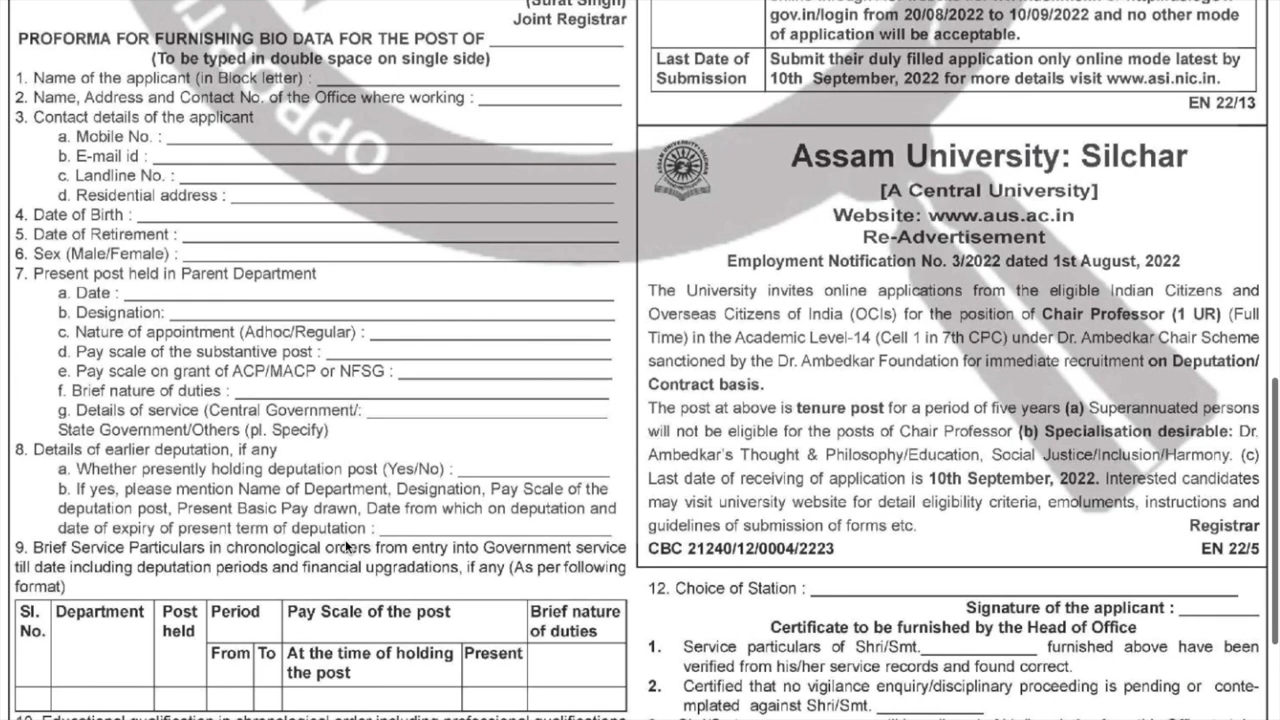 (Surat Singh)
Joint Registrar
PROFORMA FOR FURNISHING BIO DATA FOR THE POST OF
(To be typed in double space on single side)
1. Name of the applicant (in Block letter) :
2. Name, Address and Contact No. of the Office where working :
3. Contact details of the applicant
a. Mobile No. :
b. E-mail id :
c. Landline No. :
d. Residential address :
4. Date of Birth :
5. Date of Retirement :
6. Sex (Male/Female) :
7. Present post held in Parent Department
a. Date :
b. Designation:
c. Nature of appointment (Adhoc/Regular) :
d. Pay scale of the substantive post :
e. Pay scale on grant of ACP/MACP or NFSG :
f. Brief nature of duties :
g. Details of service (Central Government/:
State Government/Others (pl. Specify)
8. Details of earlier deputation, if any
a. Whether presently holding deputation post (Yes/No) :
b. If yes, please mention Name of Department, Designation, Pay Scale of the
deputation post, Present Basic Pay drawn, Date from which on deputation and
date of expiry of present term of deputation :
9. Brief Service Particulars in chronological orders from entry into Government service
till date including deputation periods and financial upgradations, if any (As per following
format)
Sl. No. Department Post held Period Pay Scale of the post Brief nature of duties
From To At the time of holding the post Present
10. Educational qualification in chronological order including professional qualifications
gov.in/login from 20/08/2022 to 10/09/2022 and no other mode
of application will be acceptable.
Last Date of Submission
Submit their duly filled application only online mode latest by
10th September, 2022 for more details visit www.asi.nic.in.
EN 22/13
Assam University: Silchar
[A Central University]
Website: www.aus.ac.in
Re-Advertisement
Employment Notification No. 3/2022 dated 1st August, 2022
The University invites online applications from the eligible Indian Citizens and
Overseas Citizens of India (OCIs) for the position of Chair Professor (1 UR) (Full
Time) in the Academic Level-14 (Cell 1 in 7th CPC) under Dr. Ambedkar Chair Scheme
sanctioned by the Dr. Ambedkar Foundation for immediate recruitment on Deputation/
Contract basis.
The post at above is tenure post for a period of five years (a) Superannuated persons
will not be eligible for the posts of Chair Professor (b) Specialisation desirable: Dr.
Ambedkar's Thought & Philosophy/Education, Social Justice/Inclusion/Harmony. (c)
Last date of receiving of application is 10th September, 2022. Interested candidates
may visit university website for detail eligibility criteria, emoluments, instructions and
guidelines of submission of forms etc. Registrar
CBC 21240/12/0004/2223 EN 22/5
12. Choice of Station :
Signature of the applicant :
Certificate to be furnished by the Head of Office
1. Service particulars of Shri/Smt. furnished above have been
verified from his/her service records and found correct.
2. Certified that no vigilance enquiry/disciplinary proceeding is pending or conte-
mplated against Shri/Smt.